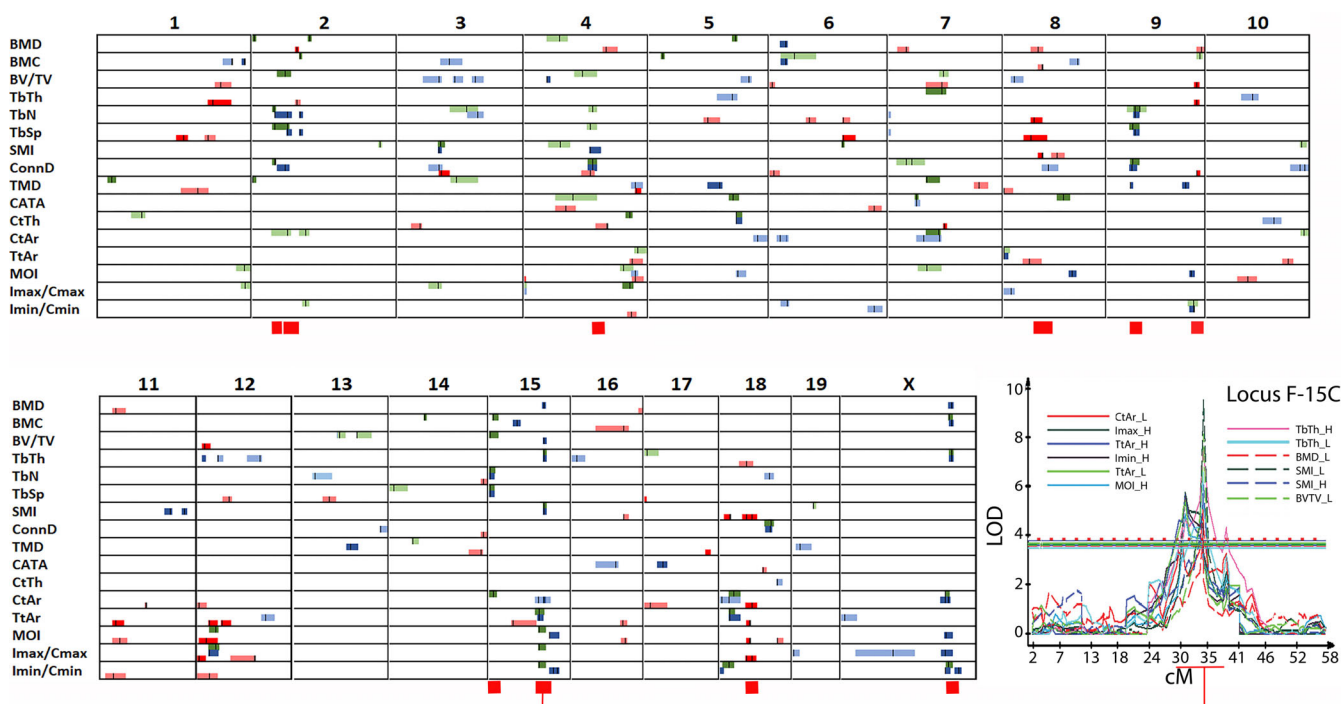 1 2 3 4 5 6 7 8 9 10
BMD
BMC
BV/TV
TbTh
TbN
TbSp
SMI
ConnD
TMD
CATA
CtTh
CtAr
TtAr
MOI
Imax/Cmax
Imin/Cmin
11 12 13 14 15 16 17 18 19 X
BMD
BMC
BV/TV
TbTh
TbN
TbSp
SMI
ConnD
TMD
CATA
CtTh
CtAr
TtAr
MOI
Imax/Cmax
Imin/Cmin
Locus F-15C
CtAr_L
Imax_H
TtAr_H
Imin_H
TtAr_L
MOI_H
TbTh_H
TbTh_L
BMD_L
SMI_L
SMI_H
BVTV_L
LOD
10
8
6
4
2
0
2 7 13 18 24 30 35 41 46 52 58
cM